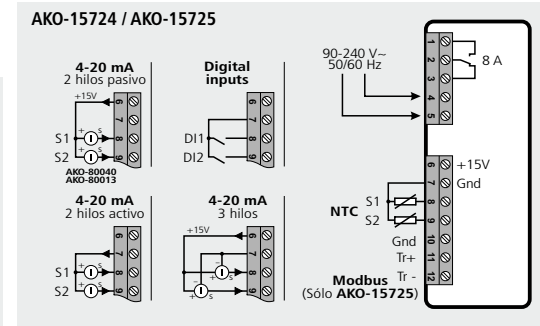 AKO-15724 / AKO-15725
4-20 mA
2 hilos pasivo
+15V
6
7
8
9
S1
+
s
S2
+
s
AKO-80040
AKO-80013
Digital
inputs
6
7
8
9
DI1
DI2
4-20 mA
2 hilos activo
6
7
8
9
S1
+
s
S2
+
s
4-20 mA
3 hilos
+15V
6
7
8
9
–
+
s
–
+
s
90-240 V~
50/60 Hz
1
2
3
4
5
8 A
6
7
8
9
10
11
12
+15V
Gnd
NTC
S1
S2
Gnd
Tr+
Tr -
Modbus
(Sólo AKO-15725)